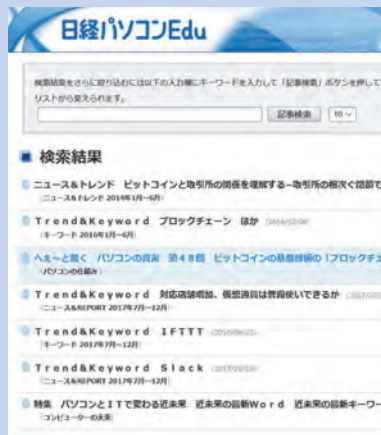 日経パソコンEdu
検索結果をさらに絞り込むには以下の入力欄にキーワードを入力して「記事検索」ボタンを押して
リストから変えられます。
記事検索
検索結果
ニュース&トレンド ビットコインと取引所の関係を理解する−取引所の相次ぐ問題で
(ニュース&トレンド 2014年1月〜6月)
Trend&Keyword ブロックチェーン ほか
(キーワード 2016年1月〜6月)
へえ〜と驚く パソコンの真実 第48回 ビットコインの基盤技術の「ブロックチェ
(パソコンの仕組み)
Trend&Keyword 対応店舗増加、仮想通貨は普段使いできるか
(ニュース&REPORT 2017年7月〜12月)
Trend&Keyword IFTTT
(キーワード 2017年7月〜12月)
Trend&Keyword Slack
(ニュース&REPORT 2017年7月〜12月)
特集 パソコンとITで変わる近未来 近未来の最新Word 近未来の最新キーワー
コンピューターの未来